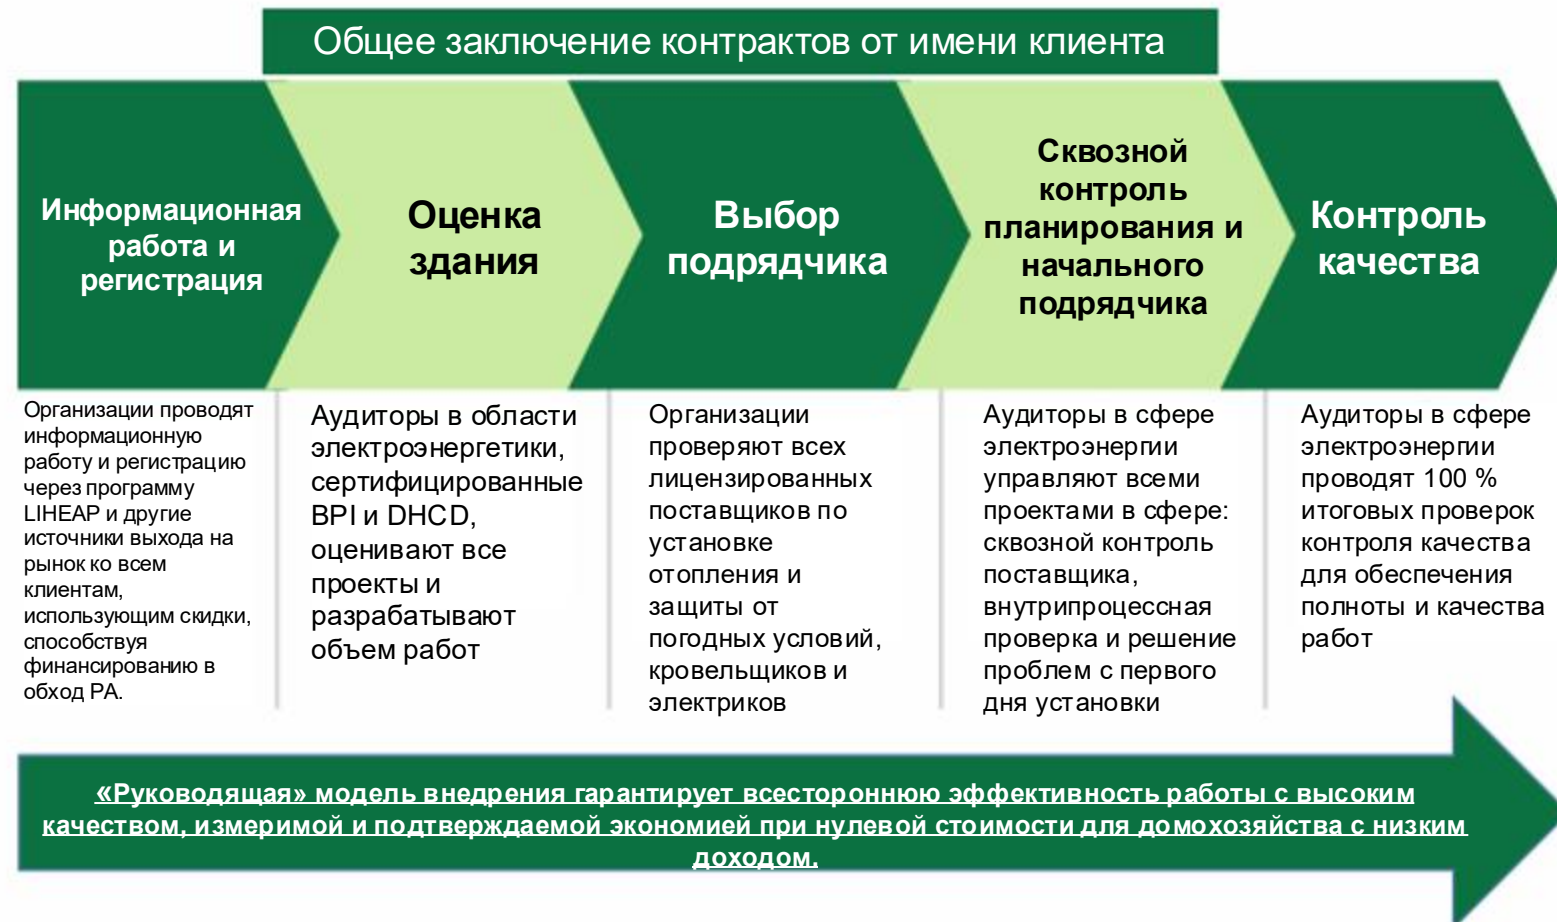 Общее заключение контрактов от имени клиента
Информационная
работа и
регистрация
Оценка
здания
Выбор
подрядчика
Сквозной
контроль
планирования и
начального
подрядчика
Контроль
качества
Организации проводят
информационную
работу и регистрацию
через программу
LIHEAP и другие
источники выхода на
рынок ко всем
клиентам,
использующим скидки,
способствуя
финансированию в
обход PA.
Аудиторы в области
электроэнергетики,
сертифицированные
BPI и DHCD,
оценивают все
проекты и
разрабатывают
объем работ
Организации
проверяют всех
лицензированных
поставщиков по
установке
отопления и
защиты от
погодных условий,
кровельщиков и
электриков
Аудиторы в сфере
электроэнергии
управляют всеми
проектами в сфере:
сквозной контроль
поставщика,
внутрипроцессная
проверка и решение
проблем с первого
дня установки
Аудиторы в сфере
электроэнергии
проводят 100 %
итоговых проверок
контроля качества
для обеспечения
полноты и качества
работ
«Руководящая» модель внедрения гарантирует всестороннюю эффективность работы с высоким
качеством, измеримой и подтверждаемой экономией при нулевой стоимости для домохозяйства с низким
доходом.